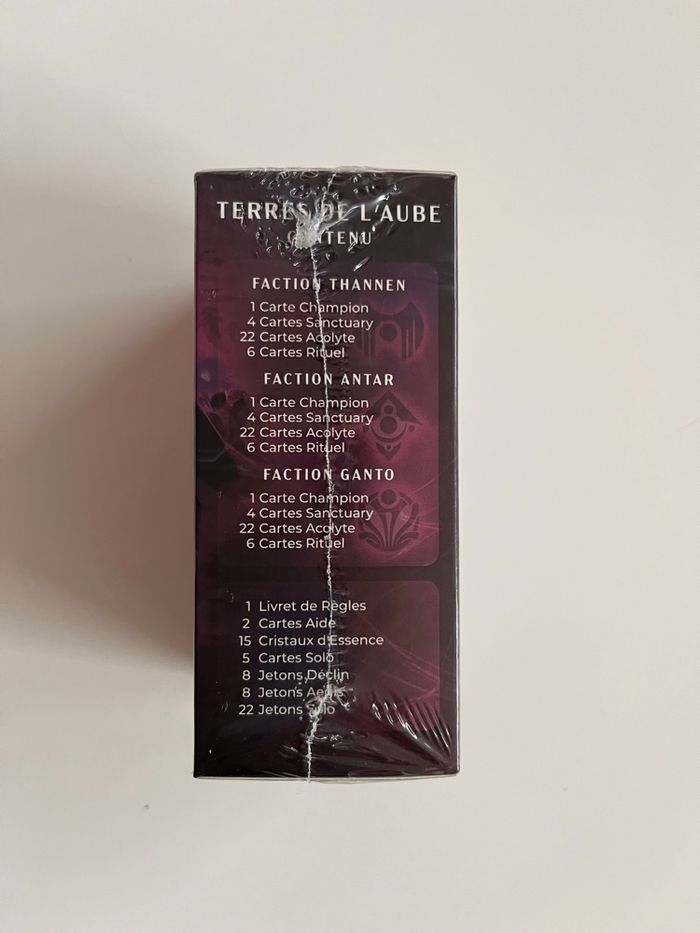 TERRES DE L'AUBE
CONTENU
FACTION THANNEN
1 Carte Champion
4 Cartes Sanctuary
22 Cartes Acolyte
6 Cartes Rituel
FACTION ANTAR
1 Carte Champion
4 Cartes Sanctuary
22 Cartes Acolyte
6 Cartes Rituel
FACTION GANTO
1 Carte Champion
4 Cartes Sanctuary
22 Cartes Acolyte
6 Cartes Rituel
1 Livret de Règles
2 Cartes Aide
15 Cristaux d'Essence
5 Cartes Solo
8 Jetons Déclin
8 Jetons Aegis
22 Jetons Solo